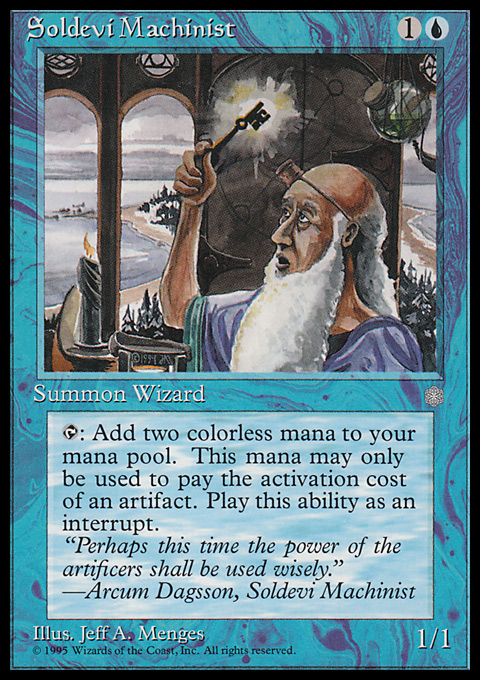 Soldevi Machinist 1
©1994 JAM
Summon Wizard
: Add two colorless mana to your
mana pool. This mana may only
be used to pay the activation cost
of an artifact. Play this ability as an
interrupt.
“Perhaps this time the power of the
artificers shall be used wisely.”
—Arcum Dagsson, Soldevi Machinist
Illus. Jeff A. Menges
1/1
© 1995 Wizards of the Coast, Inc. All rights reserved.